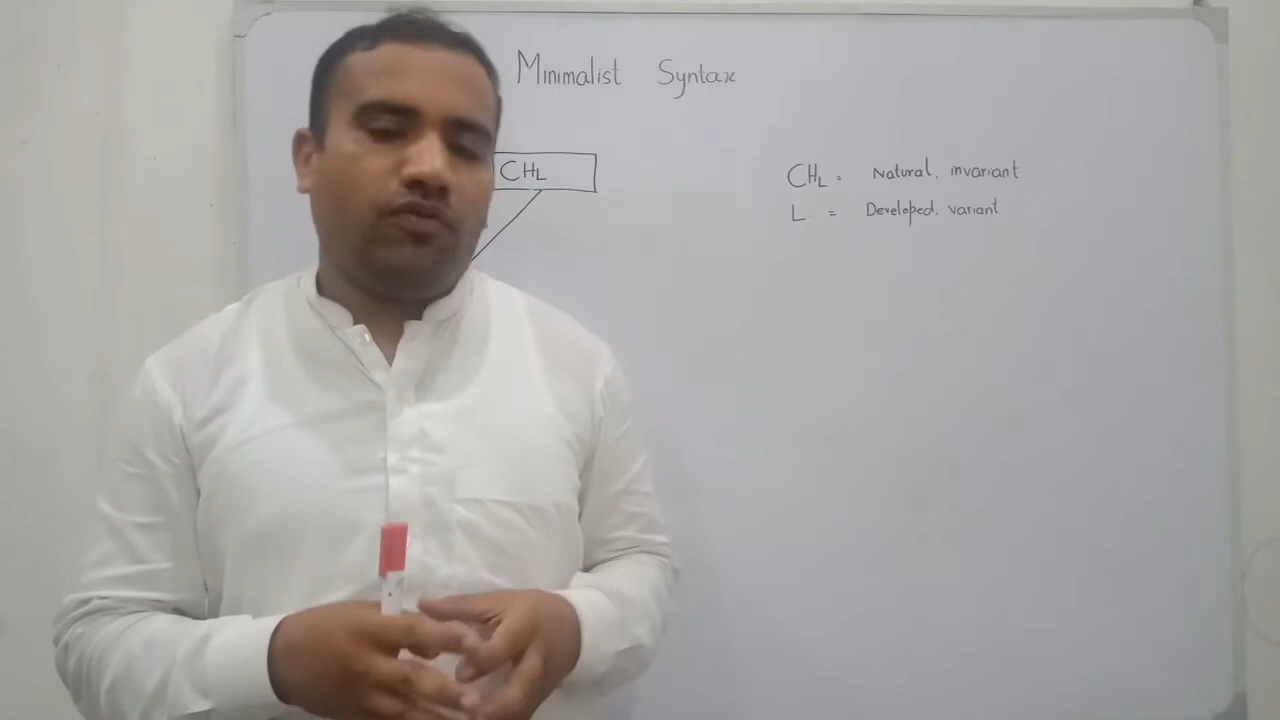 Minimalist Syntax
CHL
CHL = Natural. invariant
L = Developed. variant